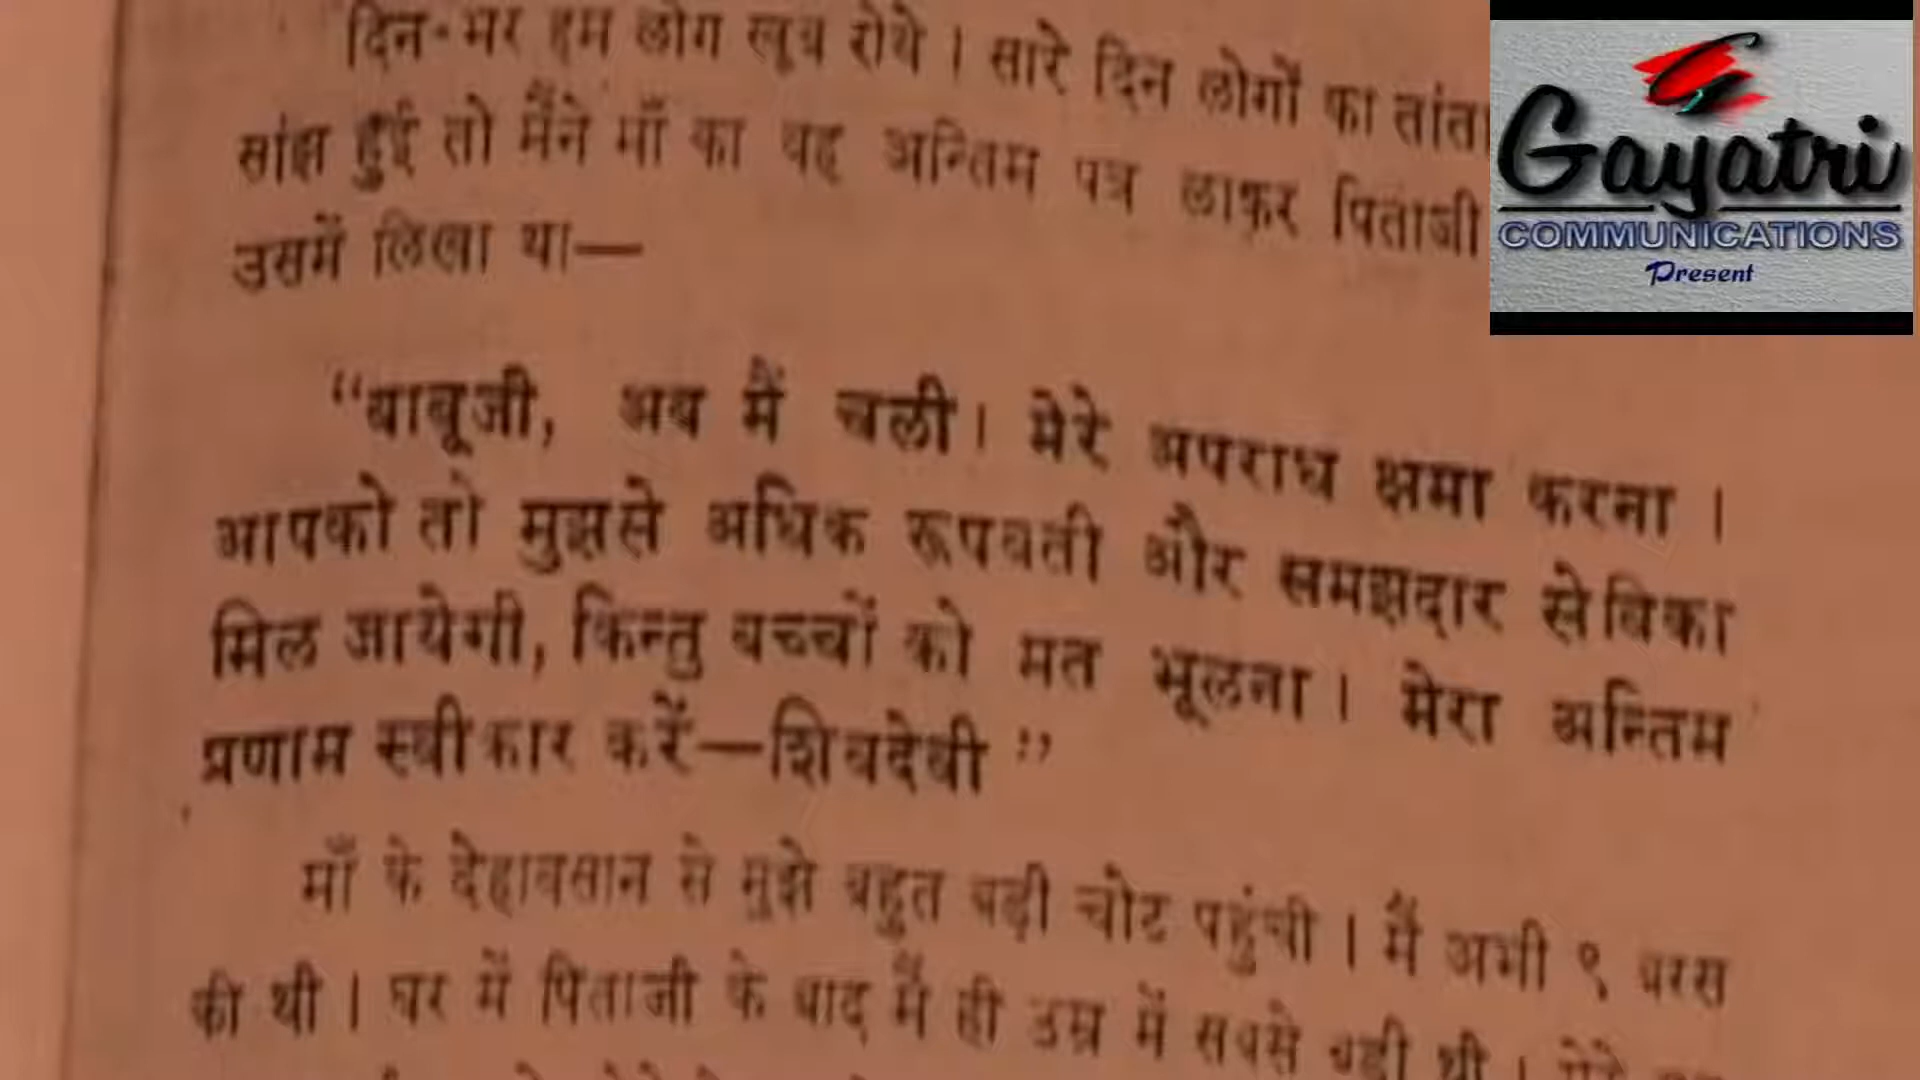 दिन-भर हम लोग खूब रोये । सारे दिन लोगों का तांता
सांझ हुई तो मैंने माँ का वह अन्तिम पत्र लाकर पिताजी
उसमें लिखा था—
“बाबूजी, अब मैं चली। मेरे अपराध क्षमा करना ।
आपको तो मुझसे अधिक रूपवती और समझदार सेविका
मिल जायेगी, किन्तु बच्चों को मत भूलना। मेरा अन्तिम
प्रणाम स्वीकार करें—शिवदेवी ”
माँ के देहावसान से मुझे बहुत बड़ी चोट पहुंची । मैं अभी ९ बरस
की थी । घर में पिताजी के बाद मैं ही उम्र में सबसे बड़ी थी ।
Gayatri
COMMUNICATIONS
Present